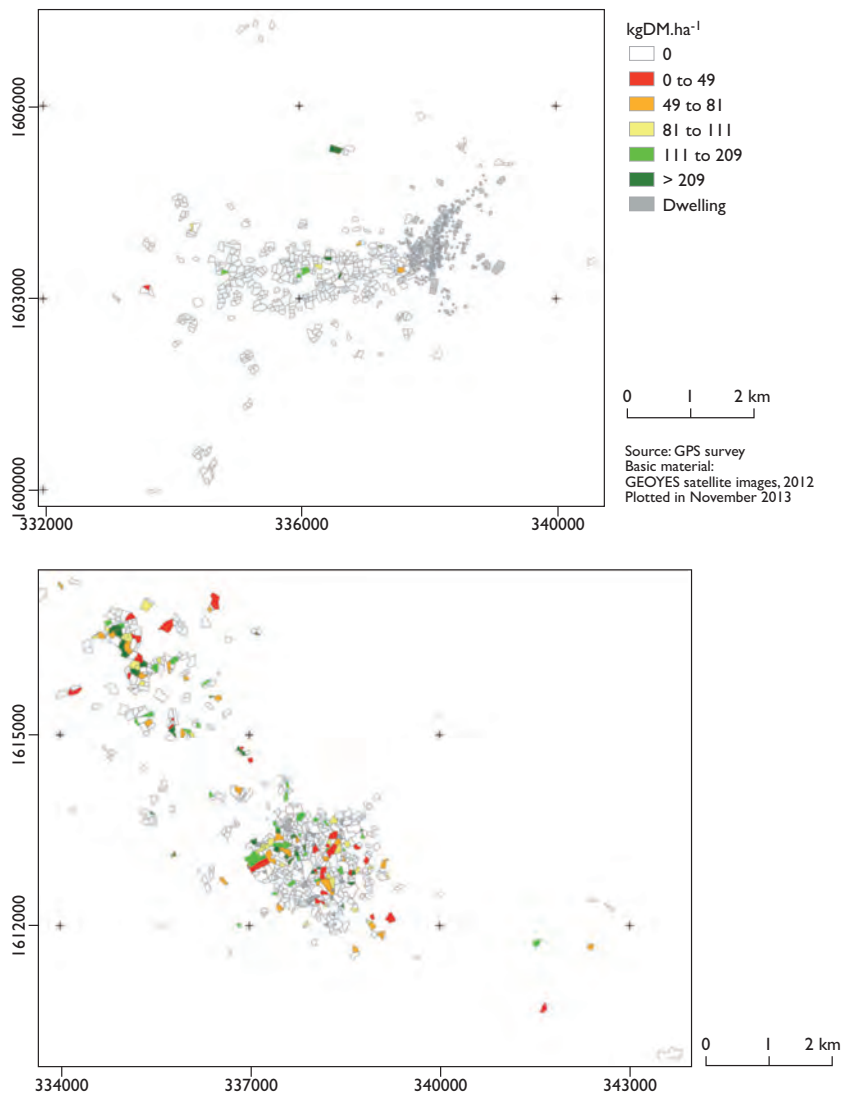 kgDM.ha⁻¹
0
0 to 49
49 to 81
81 to 111
111 to 209
> 209
Dwelling
1606000
1603000
1600000
332000 336000 340000
0 1 2 km
Source: GPS survey
Basic material:
GEOYES satellite images, 2012
Plotted in November 2013
1615000
1612000
334000 337000 340000 343000
0 1 2 km